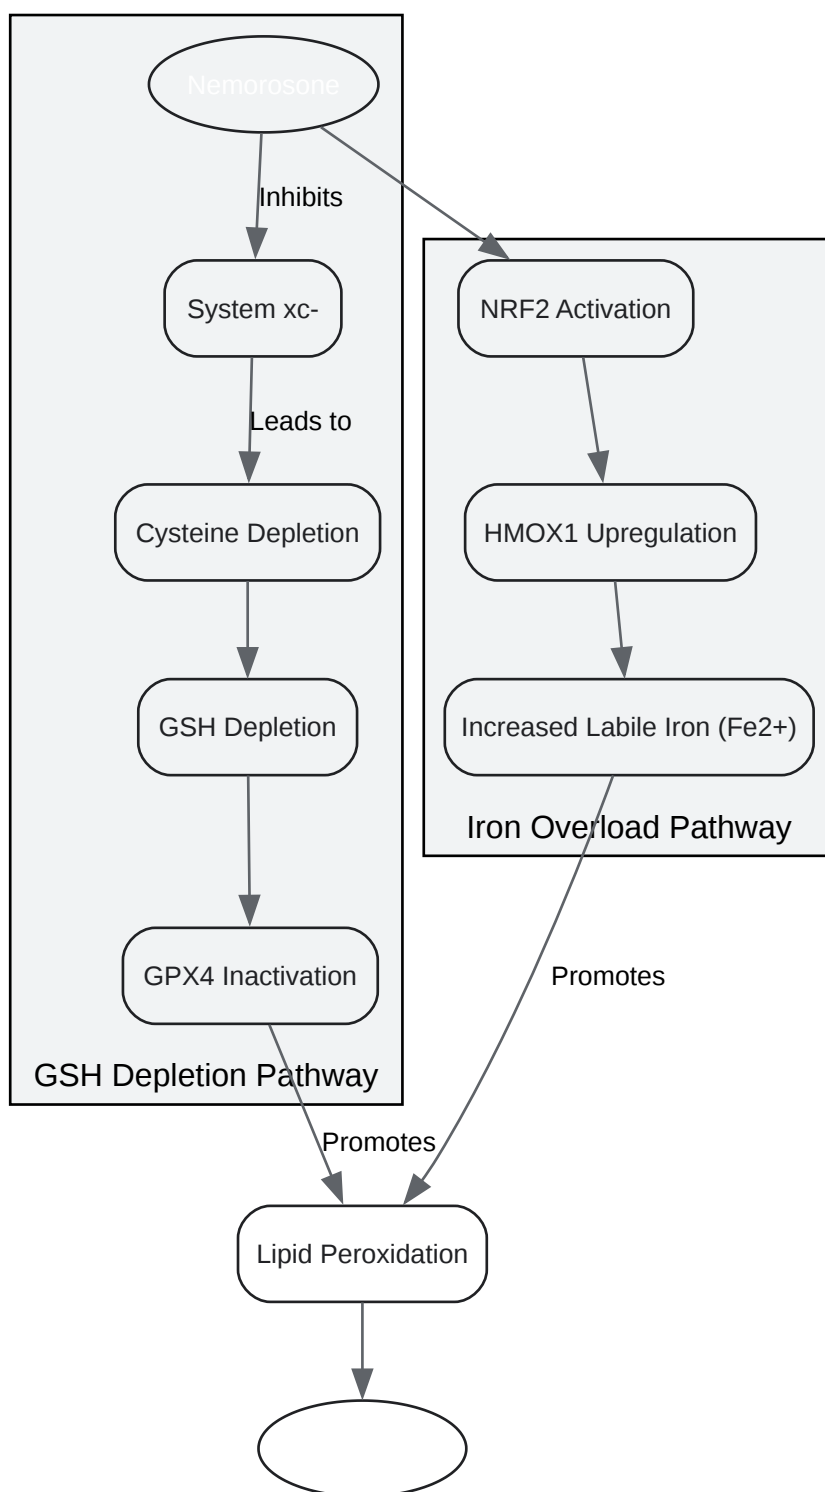 Nemorosone
Inhibits
System xc-
NRF2 Activation
Leads to
Cysteine Depletion
HMOX1 Upregulation
GSH Depletion
Increased Labile Iron (Fe2+)
Iron Overload Pathway
GPX4 Inactivation
Promotes
GSH Depletion Pathway
Promotes
Lipid Peroxidation